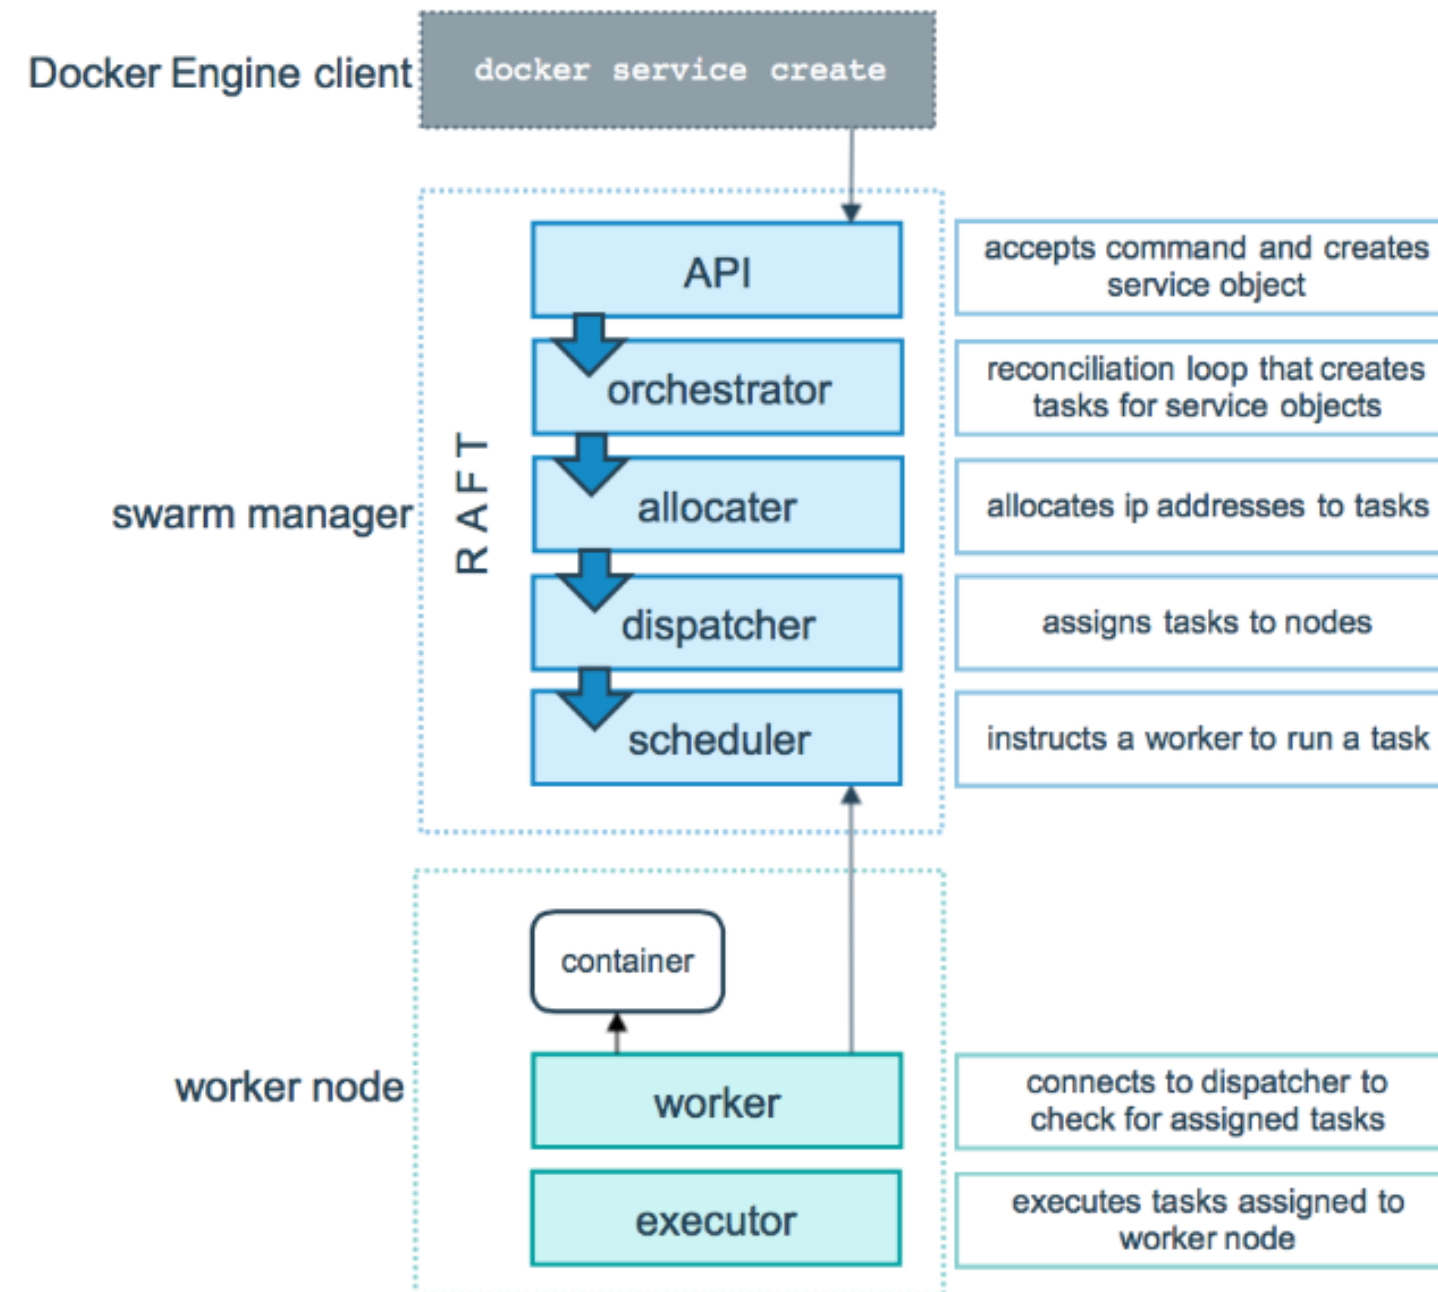 Docker Engine client
docker service create
swarm manager
RAFT
API
accepts command and creates
service object
orchestrator
reconciliation loop that creates
tasks for service objects
allocater
allocates ip addresses to tasks
dispatcher
assigns tasks to nodes
scheduler
instructs a worker to run a task
worker node
container
worker
connects to dispatcher to
check for assigned tasks
executor
executes tasks assigned to
worker node